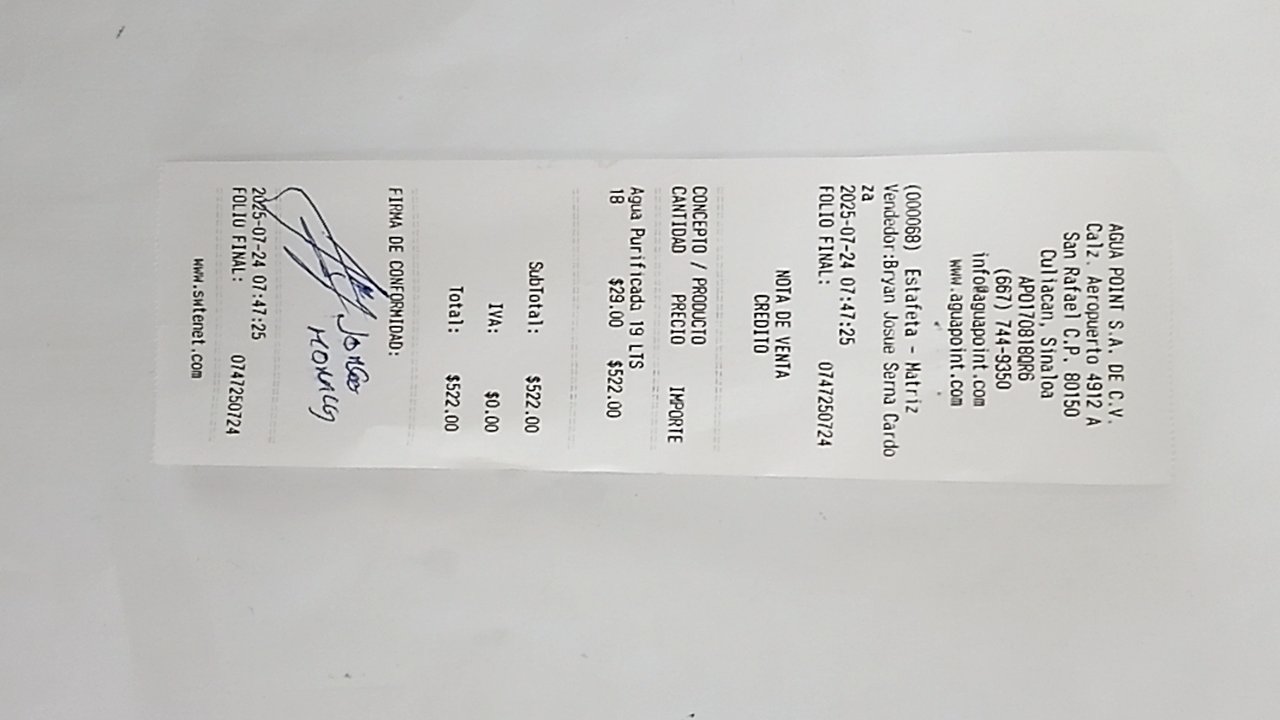 AGUA POINT S.A. DE C.V.
Calz. Aeropuerto 4912 A
San Rafael C.P. 80150
Culiacan, Sinaloa
APO170818QR6
(667) 744-9350
info@aguapoint.com
www.aguapoint.com
(000068) Estafeta - Matriz
Vendedor:Bryan Josue Serna Cardo
za
2025-07-24 07:47:25
FOLIO FINAL: 0747250724
NOTA DE VENTA
CREDITO
CONCEPTO / PRODUCTO
CANTIDAD PRECIO IMPORTE
Agua Purificada 19 LTS
18 $29.00 $522.00
SubTotal: $522.00
IVA: $0.00
Total: $522.00
FIRMA DE CONFORMIDAD:
2025-07-24 07:47:25
FOLIO FINAL: 0747250724
www.swtenet.com